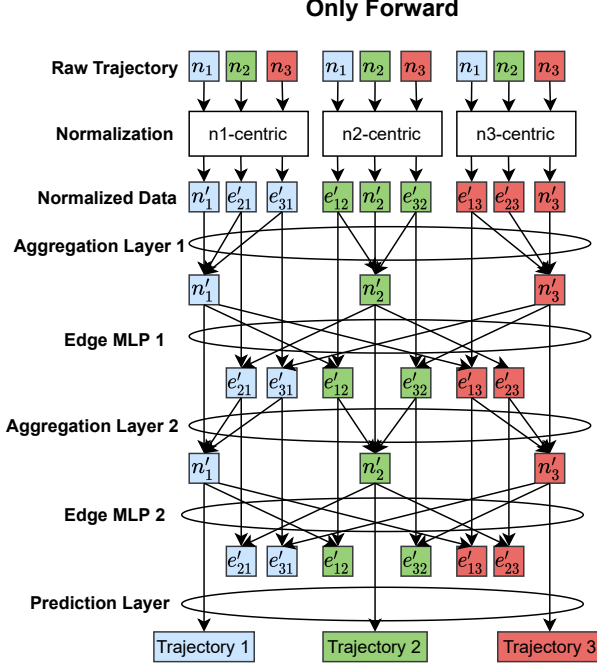 Only Forward
Raw Trajectory n₁ n₂ n₃ n₁ n₂ n₃ n₁ n₂ n₃
Normalization n1-centric n2-centric n3-centric
Normalized Data n′₁ e′₂₁ e′₃₁ e′₁₂ n′₂ e′₃₂ e′₁₃ e′₂₃ n′₃
Aggregation Layer 1
n′₁ n′₂ n′₃
Edge MLP 1
e′₂₁ e′₃₁ e′₁₂ e′₃₂ e′₁₃ e′₂₃
Aggregation Layer 2
n′₁ n′₂ n′₃
Edge MLP 2
e′₂₁ e′₃₁ e′₁₂ e′₃₂ e′₁₃ e′₂₃
Prediction Layer
Trajectory 1 Trajectory 2 Trajectory 3